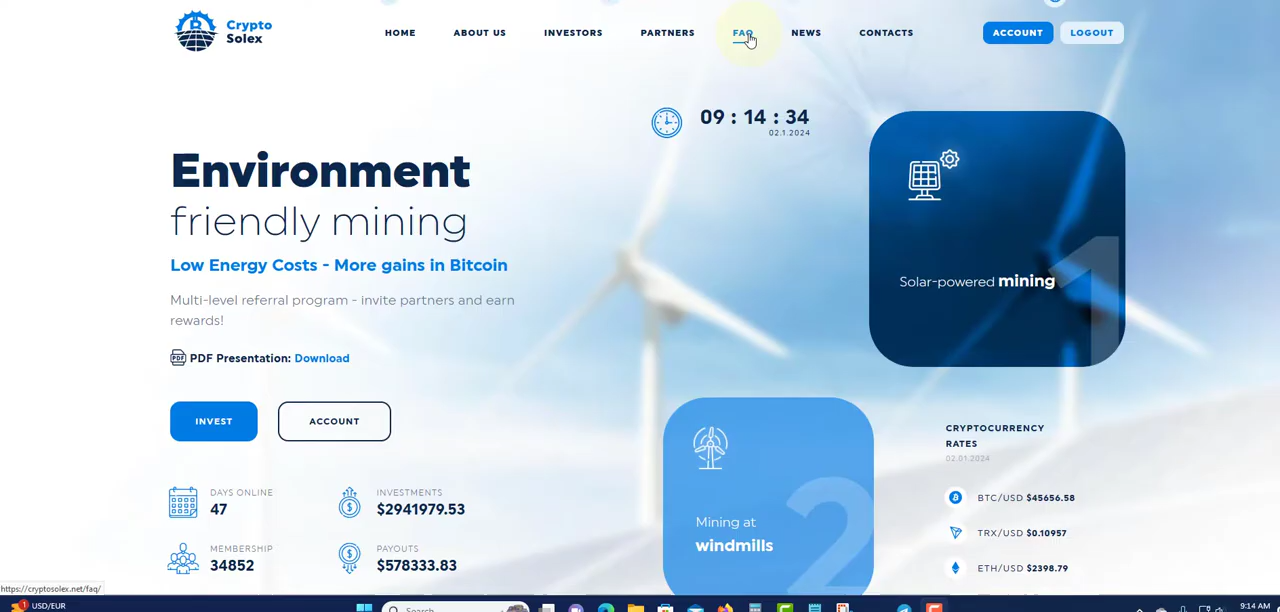 Crypto
Solex
HOME
ABOUT US
INVESTORS
PARTNERS
FAQ
NEWS
CONTACTS
ACCOUNT
LOGOUT
09 : 14 : 34
02.1.2024
Environment
friendly mining
Low Energy Costs - More gains in Bitcoin
Multi-level referral program - invite partners and earn
rewards!
PDF
PDF Presentation: Download
INVEST
ACCOUNT
DAYS ONLINE
47
INVESTMENTS
$2941979.53
MEMBERSHIP
34852
PAYOUTS
$578333.83
1
Solar-powered mining
2
Mining at
windmills
CRYPTOCURRENCY
RATES
02.01.2024
BTC/USD $45656.58
TRX/USD $0.10957
ETH/USD $2398.79
https://cryptosolex.net/faq/
1
USD/EUR
Search
9:14 AM